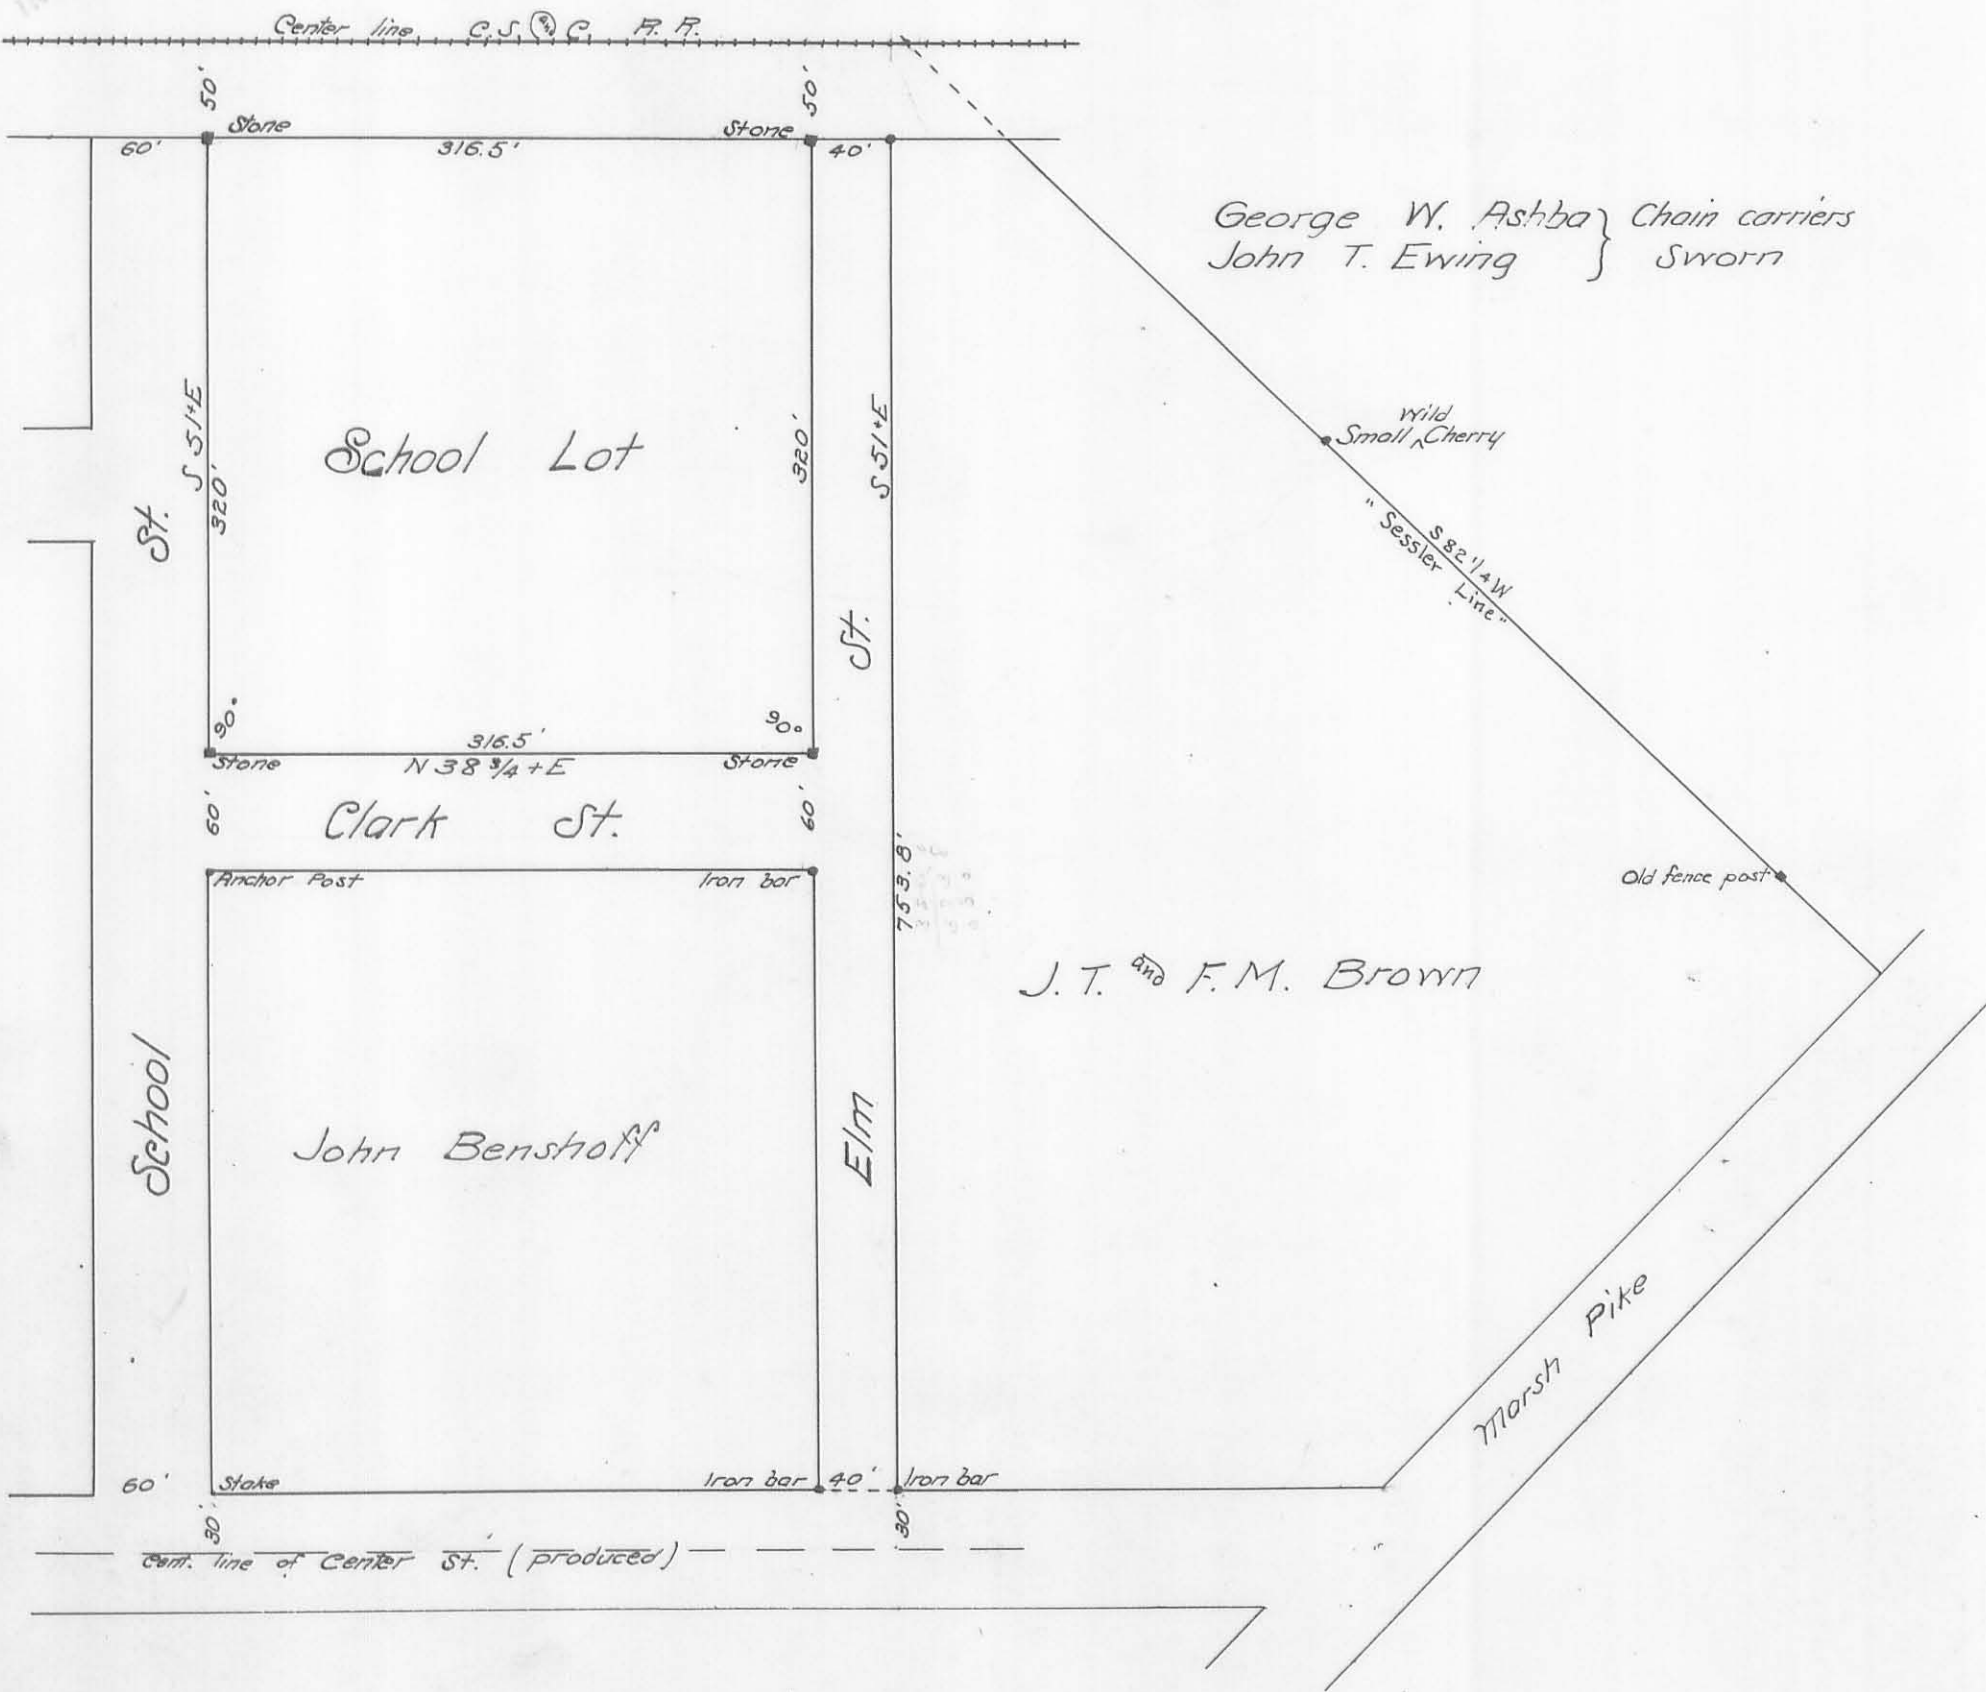 Center line C.S. and C. R. R.
50'
50'
Stone
Stone
60'
316.5'
40'
George W. Ashba } Chain carriers
John T. Ewing } Sworn
S 51+E
320'
School Lot
320'
S 51+E
Wild
Small ^ Cherry
S 82 1/4 W
"Sessler Line"
90°
90°
316.5'
Stone
N 38 3/4 + E
Stone
60'
Clark St.
60'
753.8'
Anchor Post
Iron bar
Old fence post
J. T. and F. M. Brown
School St.
John Benshoff
Elm St.
Marsh Pike
60'
Stake
Iron bar
40'
Iron bar
30'
30'
Cent. line of Center St. (produced)